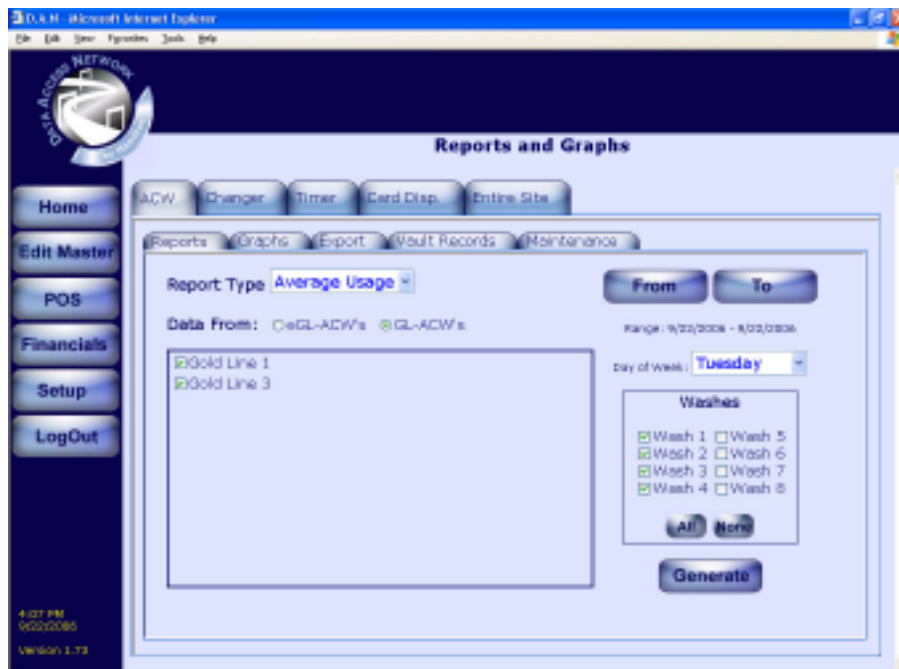 D.A.N - Microsoft Internet Explorer
File Edit View Favorites Tools Help
DATA ACCESS NETWORK
Reports and Graphs
Home
Edit Master
POS
Financials
Setup
LogOut
ACW Changer Timer Card Disp. Entire Site
Reports Graphs Export Vault Records Maintenance
Report Type Average Usage
From To
Data From: eGL-ACW's GL-ACW's
Range: 9/22/2006 - 9/22/2006
Gold Line 1
Gold Line 3
Day of Week: Tuesday
Washes
Wash 1 Wash 5
Wash 2 Wash 6
Wash 3 Wash 7
Wash 4 Wash 8
All None
Generate
4:07 PM
9/22/2006
Version 1.73